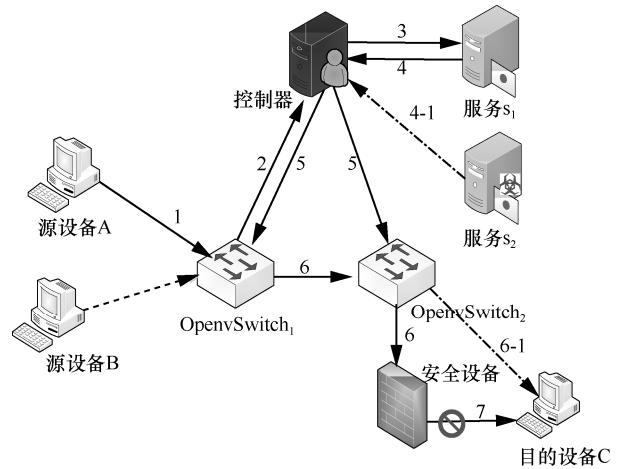 3
4
控制器
服务s₁
4-1
2
5
5
源设备A
1
服务s₂
6
OpenvSwitch₁
OpenvSwitch₂
源设备B
6
6-1
安全设备
7
目的设备C